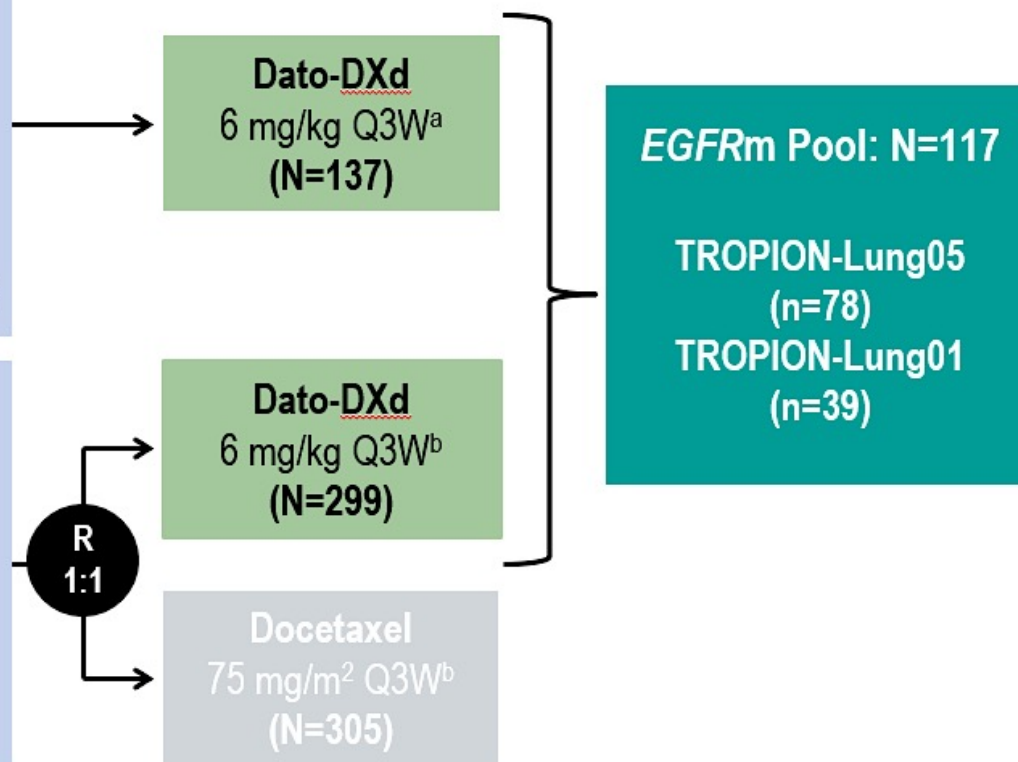 Dato-DXd
6 mg/kg Q3Wᵃ
(N=137)
EGFRm Pool: N=117
TROPION-Lung05
(n=78)
TROPION-Lung01
(n=39)
Dato-DXd
6 mg/kg Q3Wᵇ
(N=299)
R
1:1
Docetaxel
75 mg/m² Q3Wᵇ
(N=305)